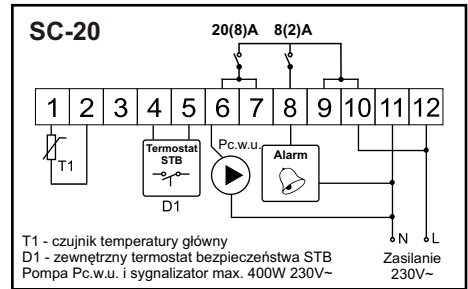 SC-20
20(8)A 8(2)A
1 2 3 4 5 6 7 8 9 10 11 12
T1
Termostat
STB
D1
Pc.w.u.
Alarm
N L
Zasilanie
230V~
T1 - czujnik temperatury główny
D1 - zewnętrzny termostat bezpieczeństwa STB
Pompa Pc.w.u. i sygnalizator max. 400W 230V~